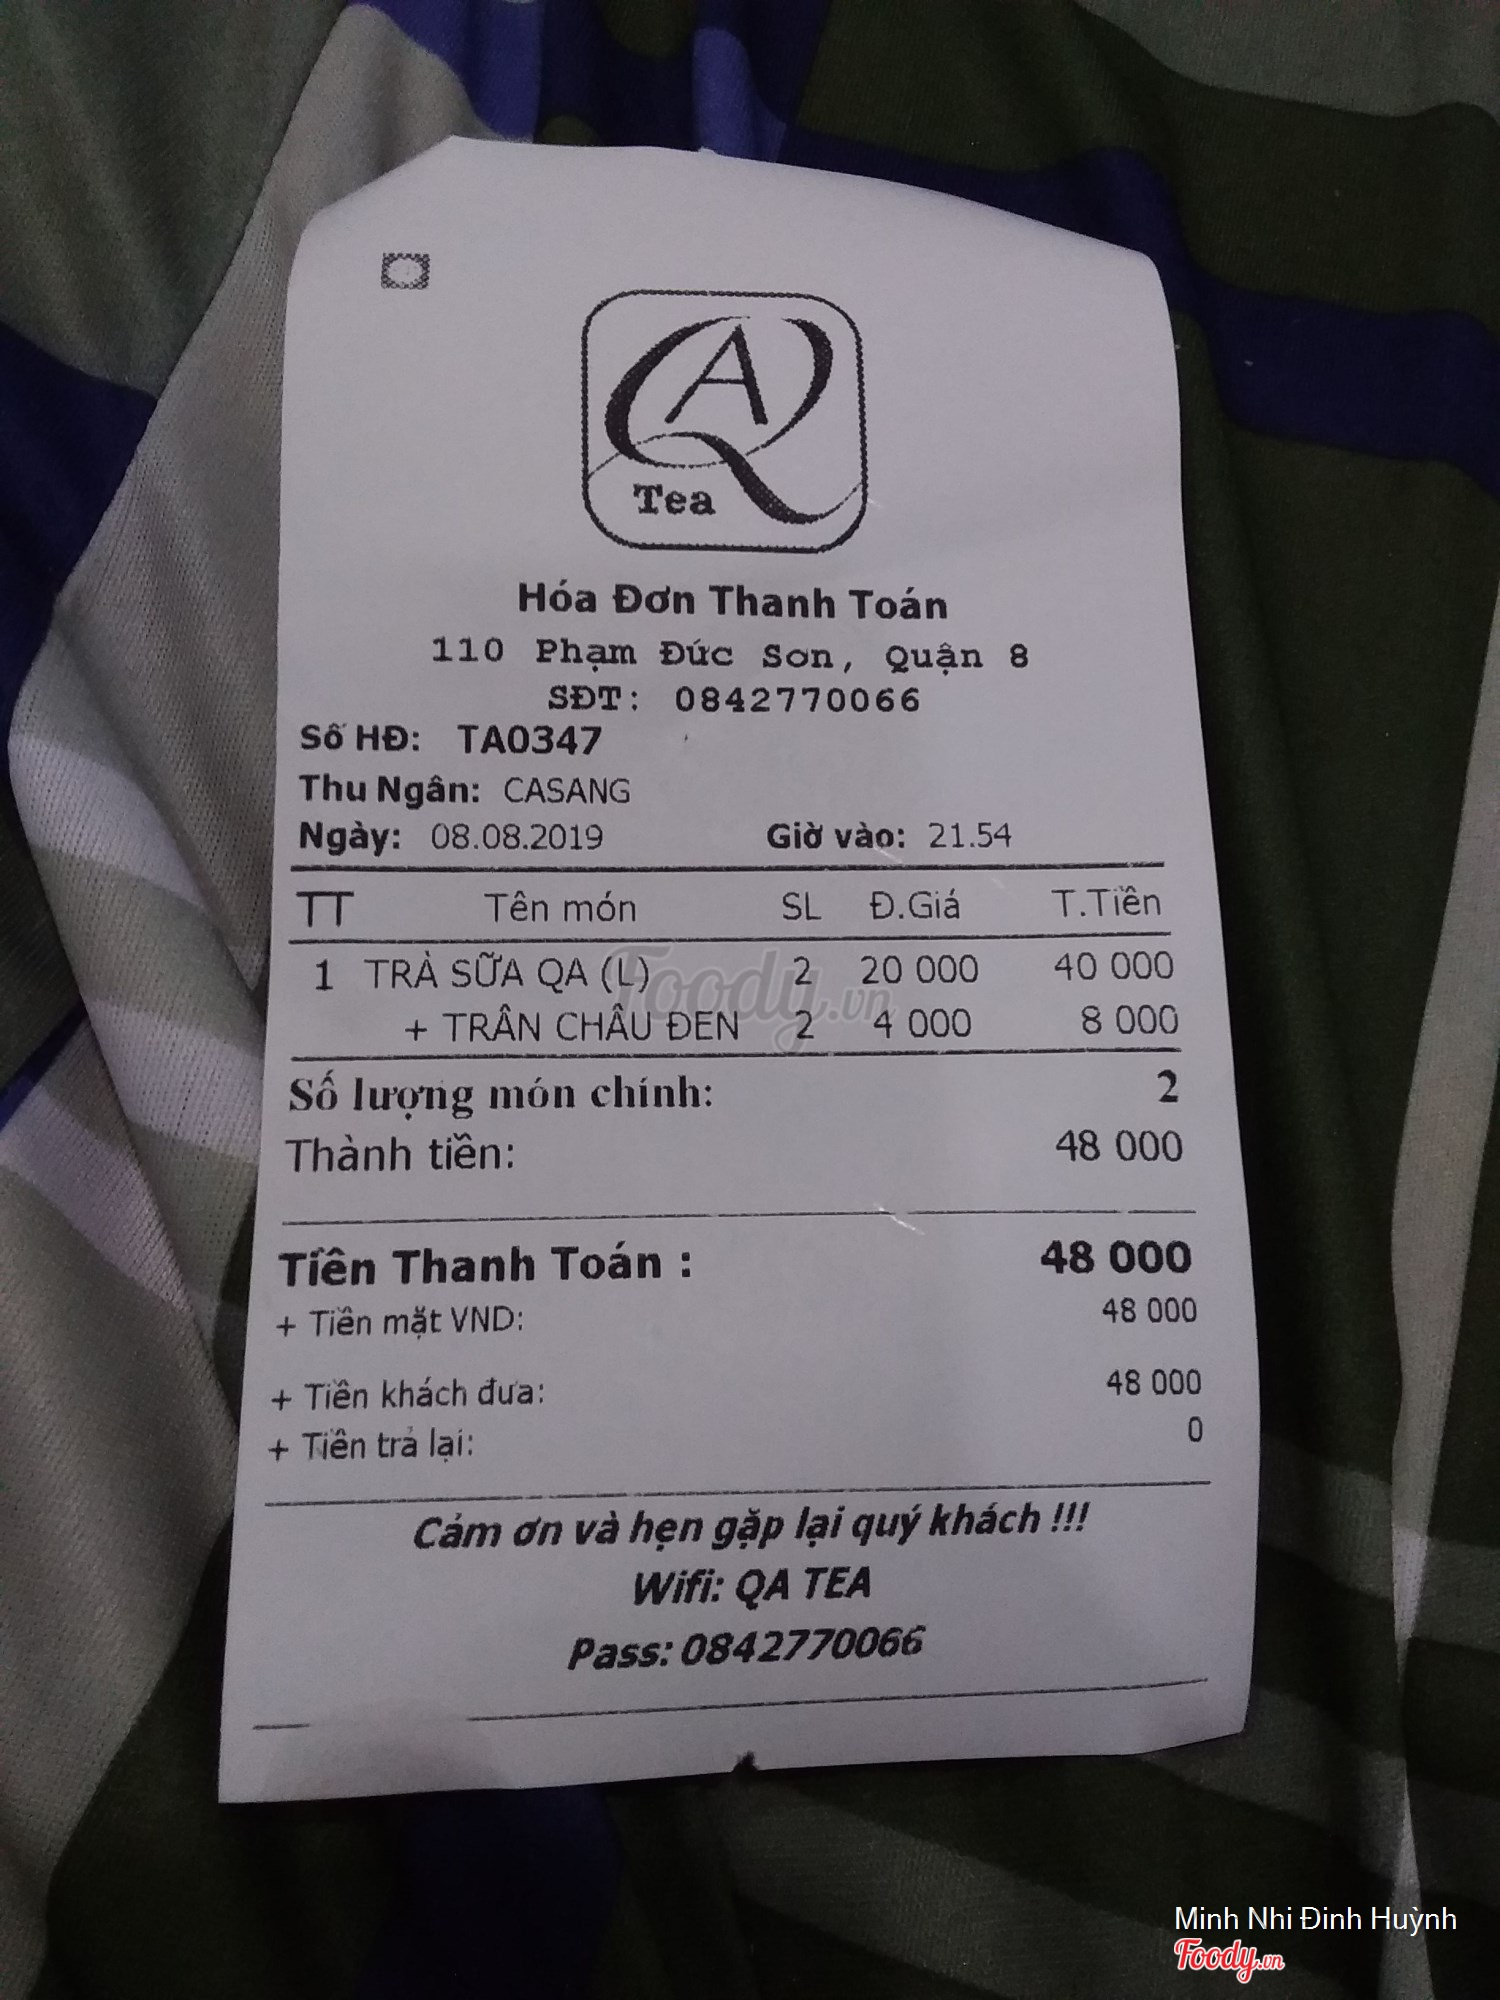 QA
Tea
Hóa Đơn Thanh Toán
110 Phạm Đức Sơn, Quận 8
SĐT: 0842770066
Số HĐ: TA0347
Thu Ngân: CASANG
Ngày: 08.08.2019 Giờ vào: 21.54
TT Tên món SL Đ.Giá T.Tiền
1 TRÀ SỮA QA (L) 2 20 000 40 000
+ TRÂN CHÂU ĐEN 2 4 000 8 000
Foody.vn
Số lượng món chính: 2
Thành tiền: 48 000
Tiền Thanh Toán : 48 000
+ Tiền mặt VND: 48 000
+ Tiền khách đưa: 48 000
+ Tiền trả lại: 0
Cảm ơn và hẹn gặp lại quý khách !!!
Wifi: QA TEA
Pass: 0842770066
Minh Nhi Đinh Huỳnh
Foody.vn